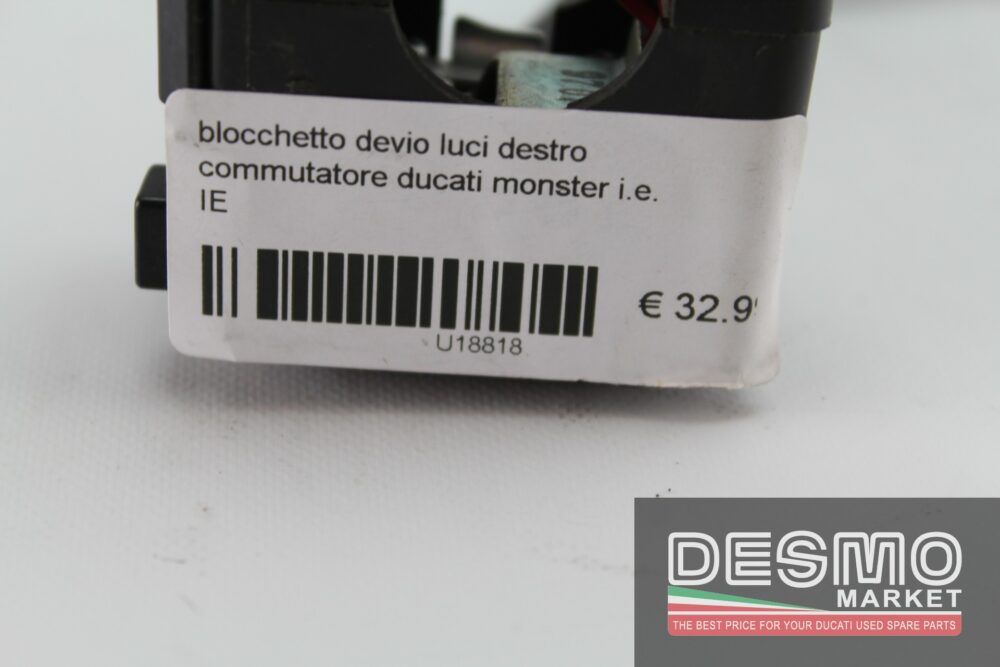 blocchetto devio luci destro
commutatore ducati monster i.e.
IE
€ 32.9
U18818
DESMO
MARKET
THE BEST PRICE FOR YOUR DUCATI USED SPARE PARTS